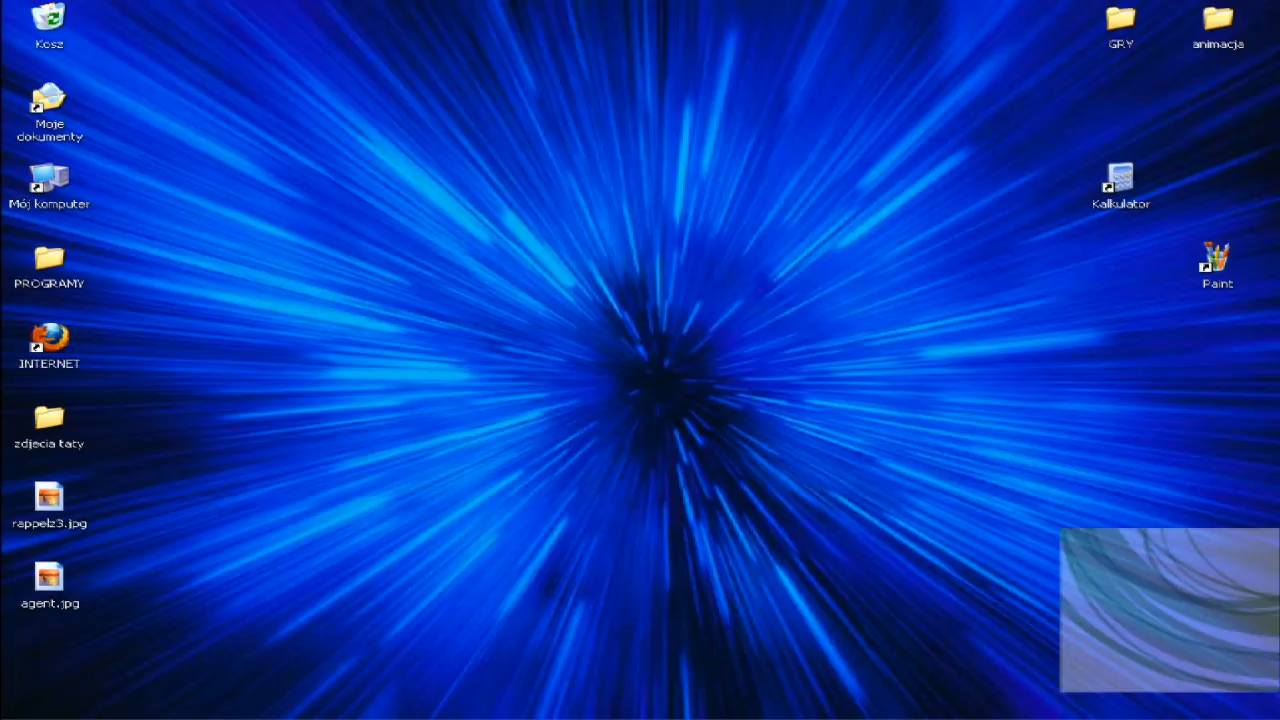 Kosz
Moje
dokumenty
Mój komputer
PROGRAMY
INTERNET
zdjecia taty
rappelz3.jpg
agent.jpg
GRY
animacja
Kalkulator
Paint